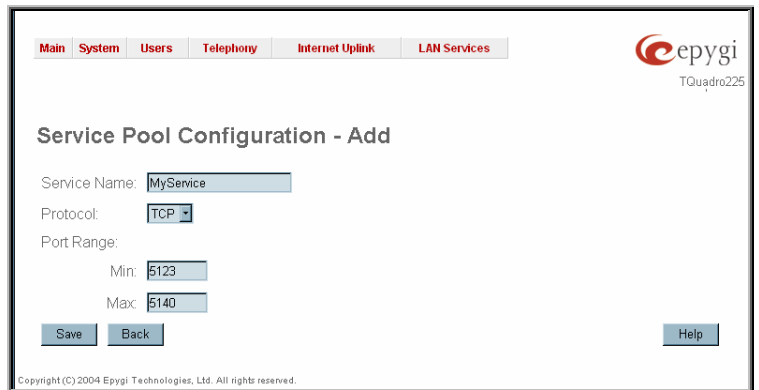 Main System Users Telephony Internet Uplink LAN Services
epygi
TQuadro225
Service Pool Configuration - Add
Service Name: MyService
Protocol: TCP
Port Range:
Min: 5123
Max: 5140
Save Back Help
Copyright (C) 2004 Epygi Technologies, Ltd. All rights reserved.